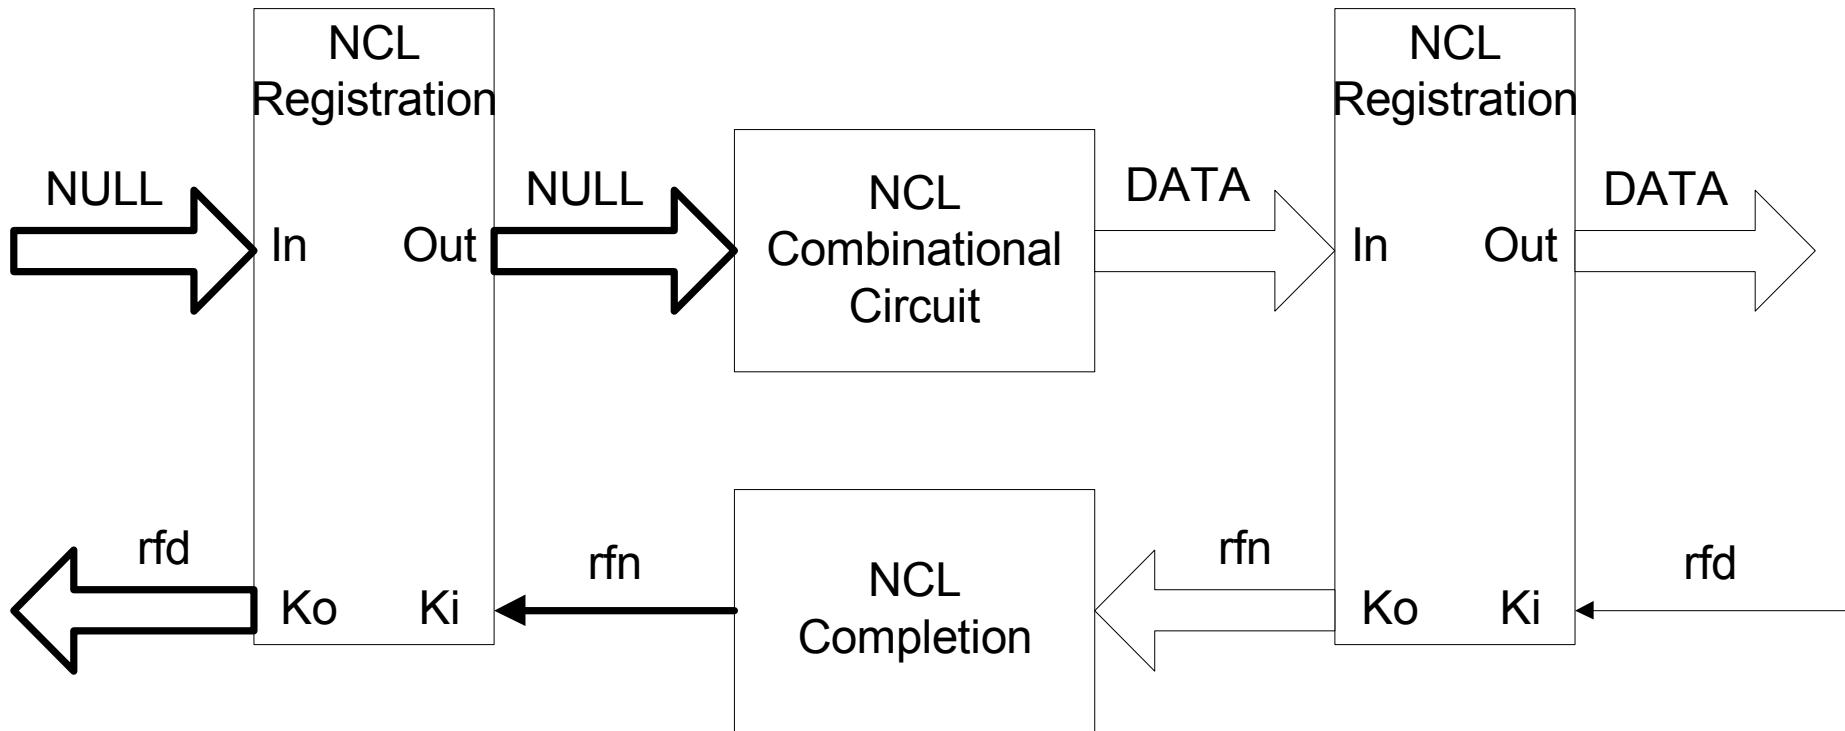 NCL
Registration
NCL
Registration
NULL
NULL
DATA
DATA
In
Out
NCL
Combinational
Circuit
In
Out
rfd
rfn
rfn
rfd
Ko
Ki
NCL
Completion
Ko
Ki